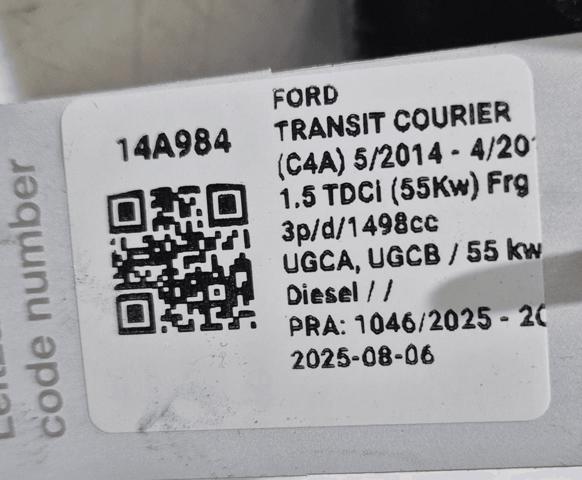 14A984
FORD
TRANSIT COURIER
(C4A) 5/2014 - 4/20
1.5 TDCi (55Kw) Frg
3p/d/1498cc
UGCA, UGCB / 55 kw
Diesel / /
PRA: 1046/2025 - 20
2025-08-06
code number